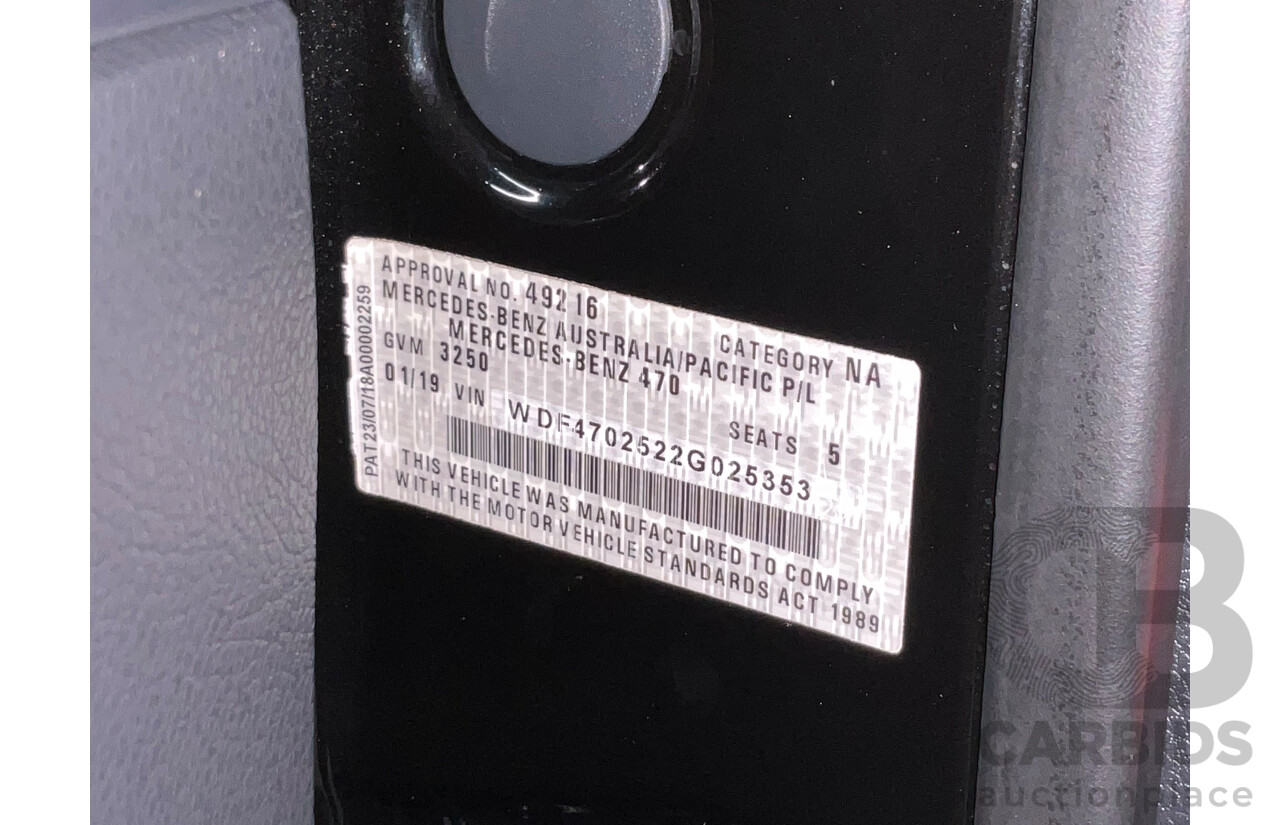 APPROVAL NO. 49216 CATEGORY NA
MERCEDES-BENZ AUSTRALIA/PACIFIC P/L
MERCEDES-BENZ 470
GVM 3250 SEATS 5
01/19 VIN WDF4702522G025353
THIS VEHICLE WAS MANUFACTURED TO COMPLY
WITH THE MOTOR VEHICLE STANDARDS ACT 1989
PAT23/07/18A00002259
CB
CARBIDS
auctionplace